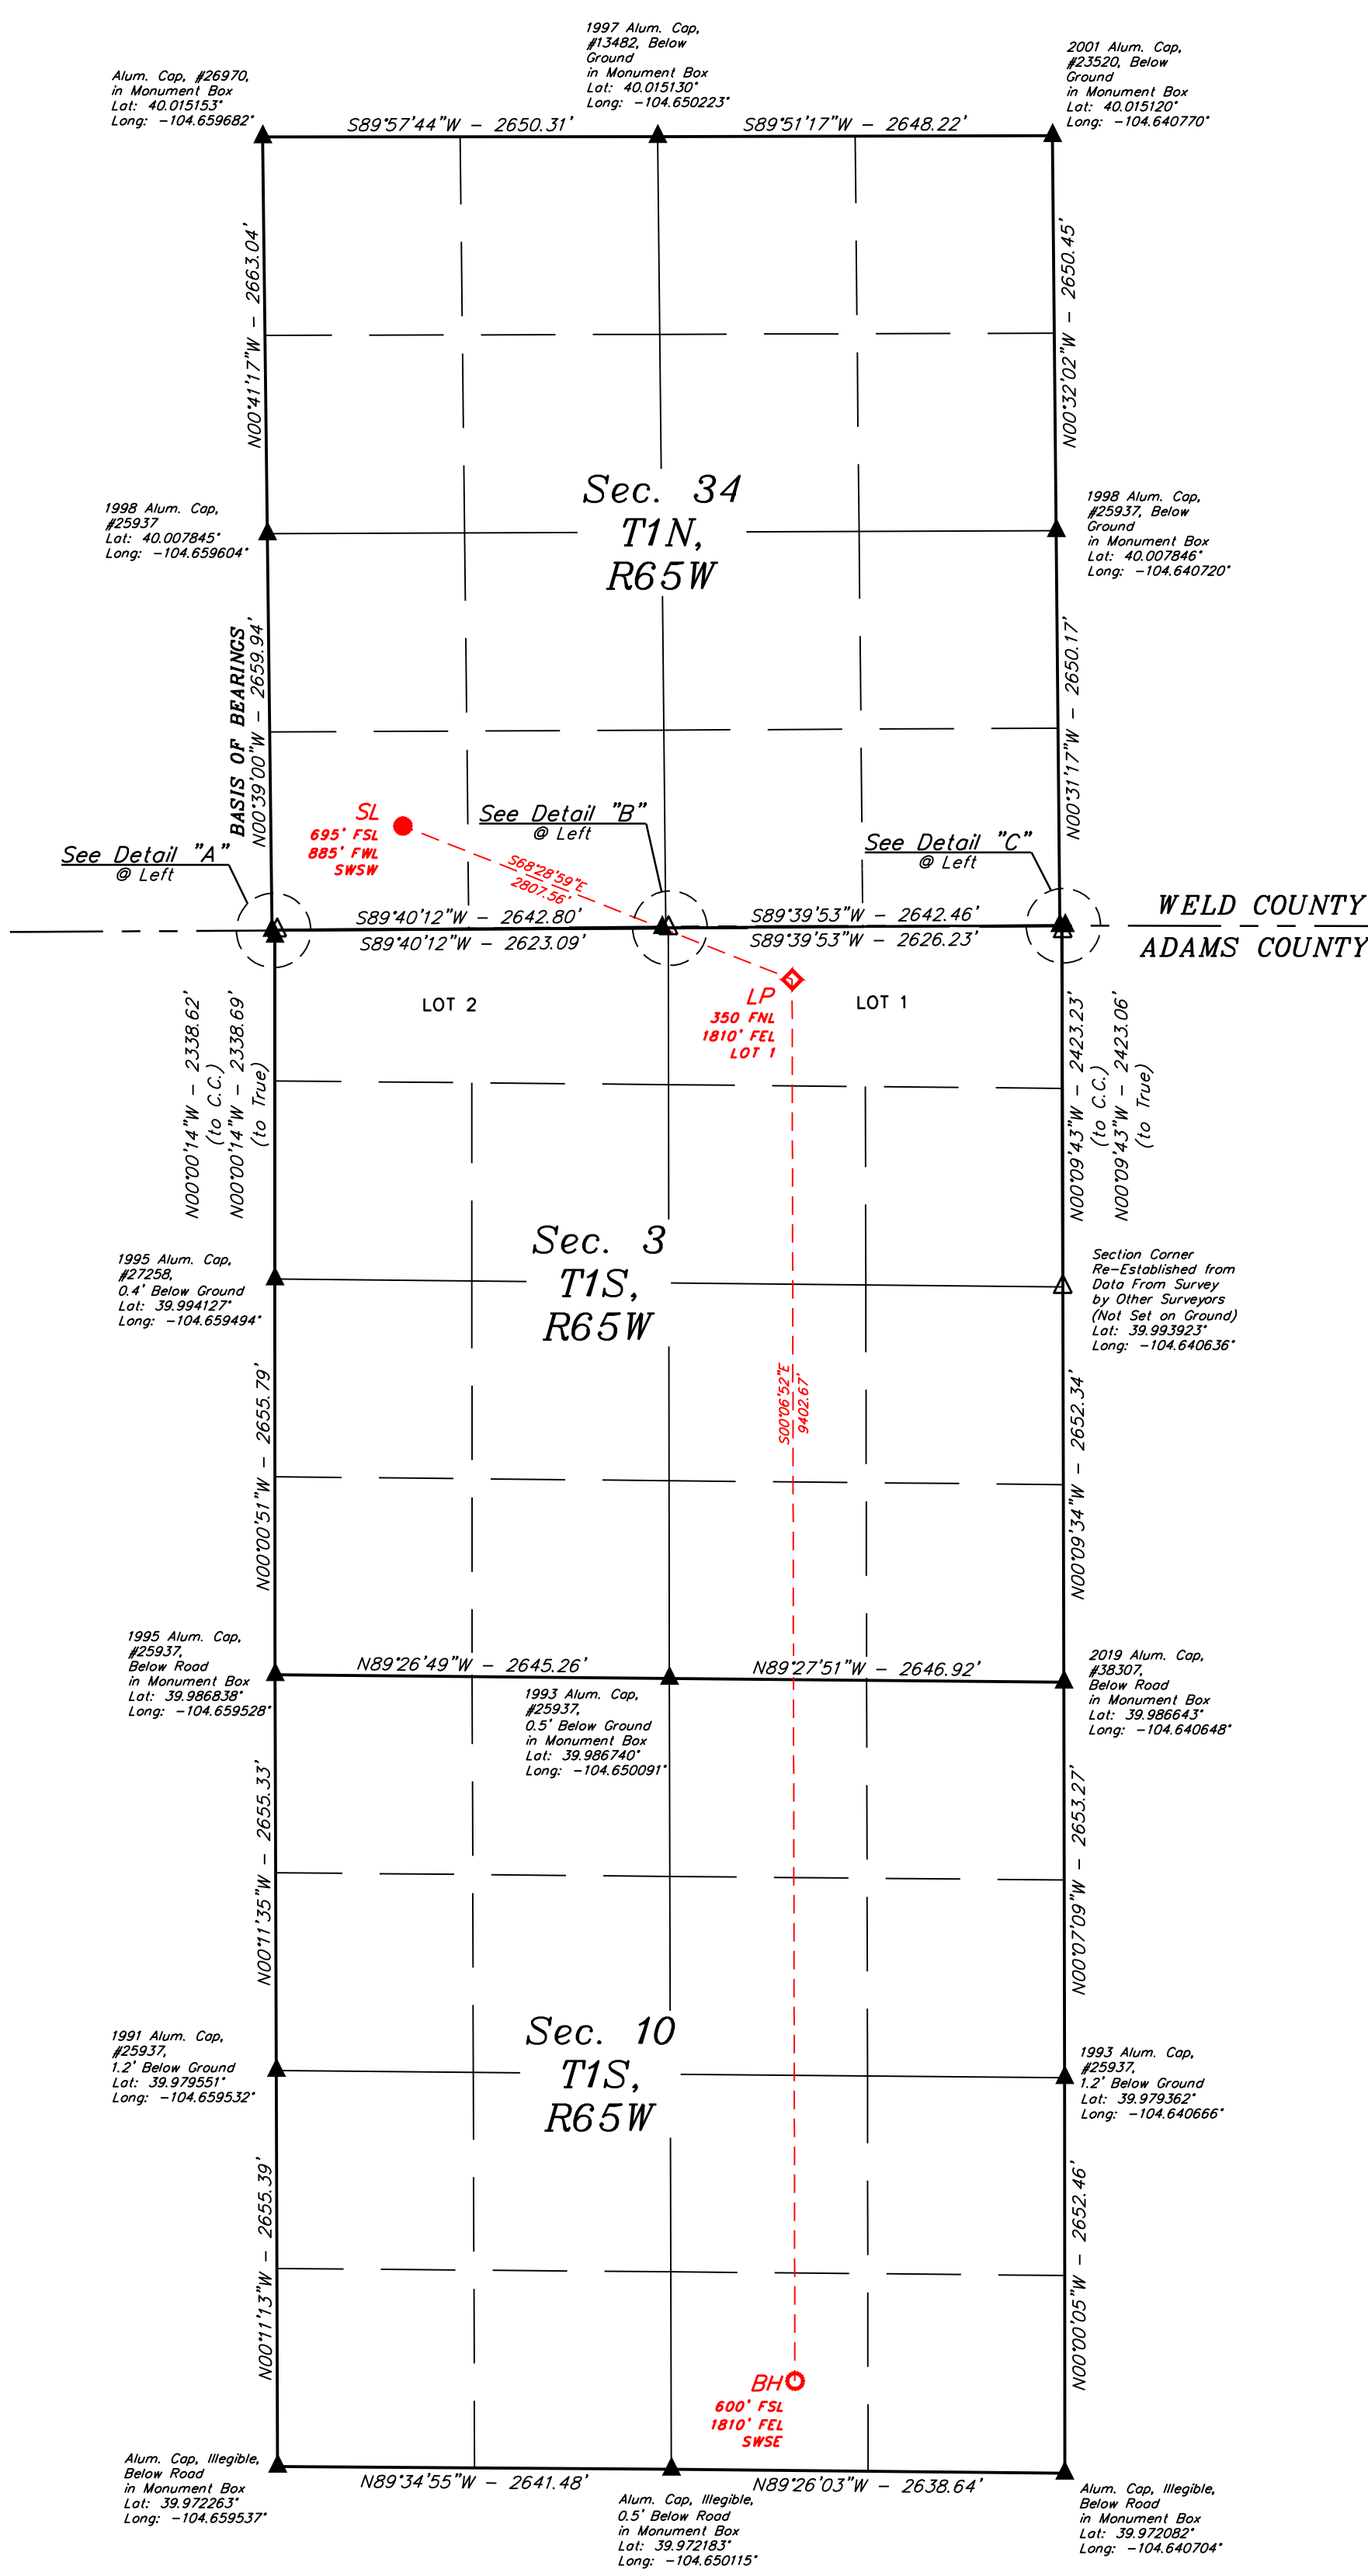 1997 Alum. Cap,
#13482, Below
Ground
in Monument Box
Lat: 40.015130°
Long: -104.650223°
2001 Alum. Cap,
#23520, Below
Ground
in Monument Box
Lat: 40.015120°
Long: -104.640770°
Alum. Cap, #26970,
in Monument Box
Lat: 40.015153°
Long: -104.659682°
S89°57'44"W - 2650.31'
S89°51'17"W - 2648.22'
N00°41'17"W - 2663.04'
N00°32'02"W - 2650.45'
Sec. 34
T1N,
R65W
1998 Alum. Cap,
#25937
Lat: 40.007845°
Long: -104.659604°
1998 Alum. Cap,
#25937, Below
Ground
in Monument Box
Lat: 40.007846°
Long: -104.640720°
BASIS OF BEARINGS
N00°39'00"W - 2659.94'
N00°31'17"W - 2650.17'
SL
695' FSL
885' FWL
SWSW
See Detail "A"
@ Left
See Detail "B"
@ Left
See Detail "C"
@ Left
S68°28'59"E
2807.56'
S89°40'12"W - 2642.80'
S89°39'53"W - 2642.46'
S89°40'12"W - 2623.09'
S89°39'53"W - 2626.23'
WELD COUNTY
ADAMS COUNTY
LOT 2
LOT 1
LP
350 FNL
1810' FEL
LOT 1
N00°00'14"W - 2338.62'
(to C.C.)
N00°00'14"W - 2338.69'
(to True)
N00°09'43"W - 2423.23'
(to C.C.)
N00°09'43"W - 2423.06'
(to True)
Sec. 3
T1S,
R65W
1995 Alum. Cap,
#27258,
0.4' Below Ground
Lat: 39.994127°
Long: -104.659494°
Section Corner
Re-Established from
Data From Survey
by Other Surveyors
(Not Set on Ground)
Lat: 39.993923°
Long: -104.640636°
S00°06'52"E
9402.67'
N00°00'51"W - 2655.79'
N00°09'34"W - 2652.34'
1995 Alum. Cap,
#25937,
Below Road
in Monument Box
Lat: 39.986838°
Long: -104.659528°
N89°26'49"W - 2645.26'
N89°27'51"W - 2646.92'
1993 Alum. Cap,
#25937,
0.5' Below Ground
in Monument Box
Lat: 39.986740°
Long: -104.650091°
2019 Alum. Cap,
#38307,
Below Road
in Monument Box
Lat: 39.986643°
Long: -104.640648°
N00°11'35"W - 2655.33'
N00°07'09"W - 2653.27'
Sec. 10
T1S,
R65W
1991 Alum. Cap,
#25937,
1.2' Below Ground
Lat: 39.979551°
Long: -104.659532°
1993 Alum. Cap,
#25937,
1.2' Below Ground
Lat: 39.979362°
Long: -104.640666°
N00°11'13"W - 2655.39'
N00°00'05"W - 2652.46'
BH
600' FSL
1810' FEL
SWSE
Alum. Cap, Illegible,
Below Road
in Monument Box
Lat: 39.972263°
Long: -104.659537°
N89°34'55"W - 2641.48'
N89°26'03"W - 2638.64'
Alum. Cap, Illegible,
0.5' Below Road
in Monument Box
Lat: 39.972183°
Long: -104.650115°
Alum. Cap, Illegible,
Below Road
in Monument Box
Lat: 39.972082°
Long: -104.640704°